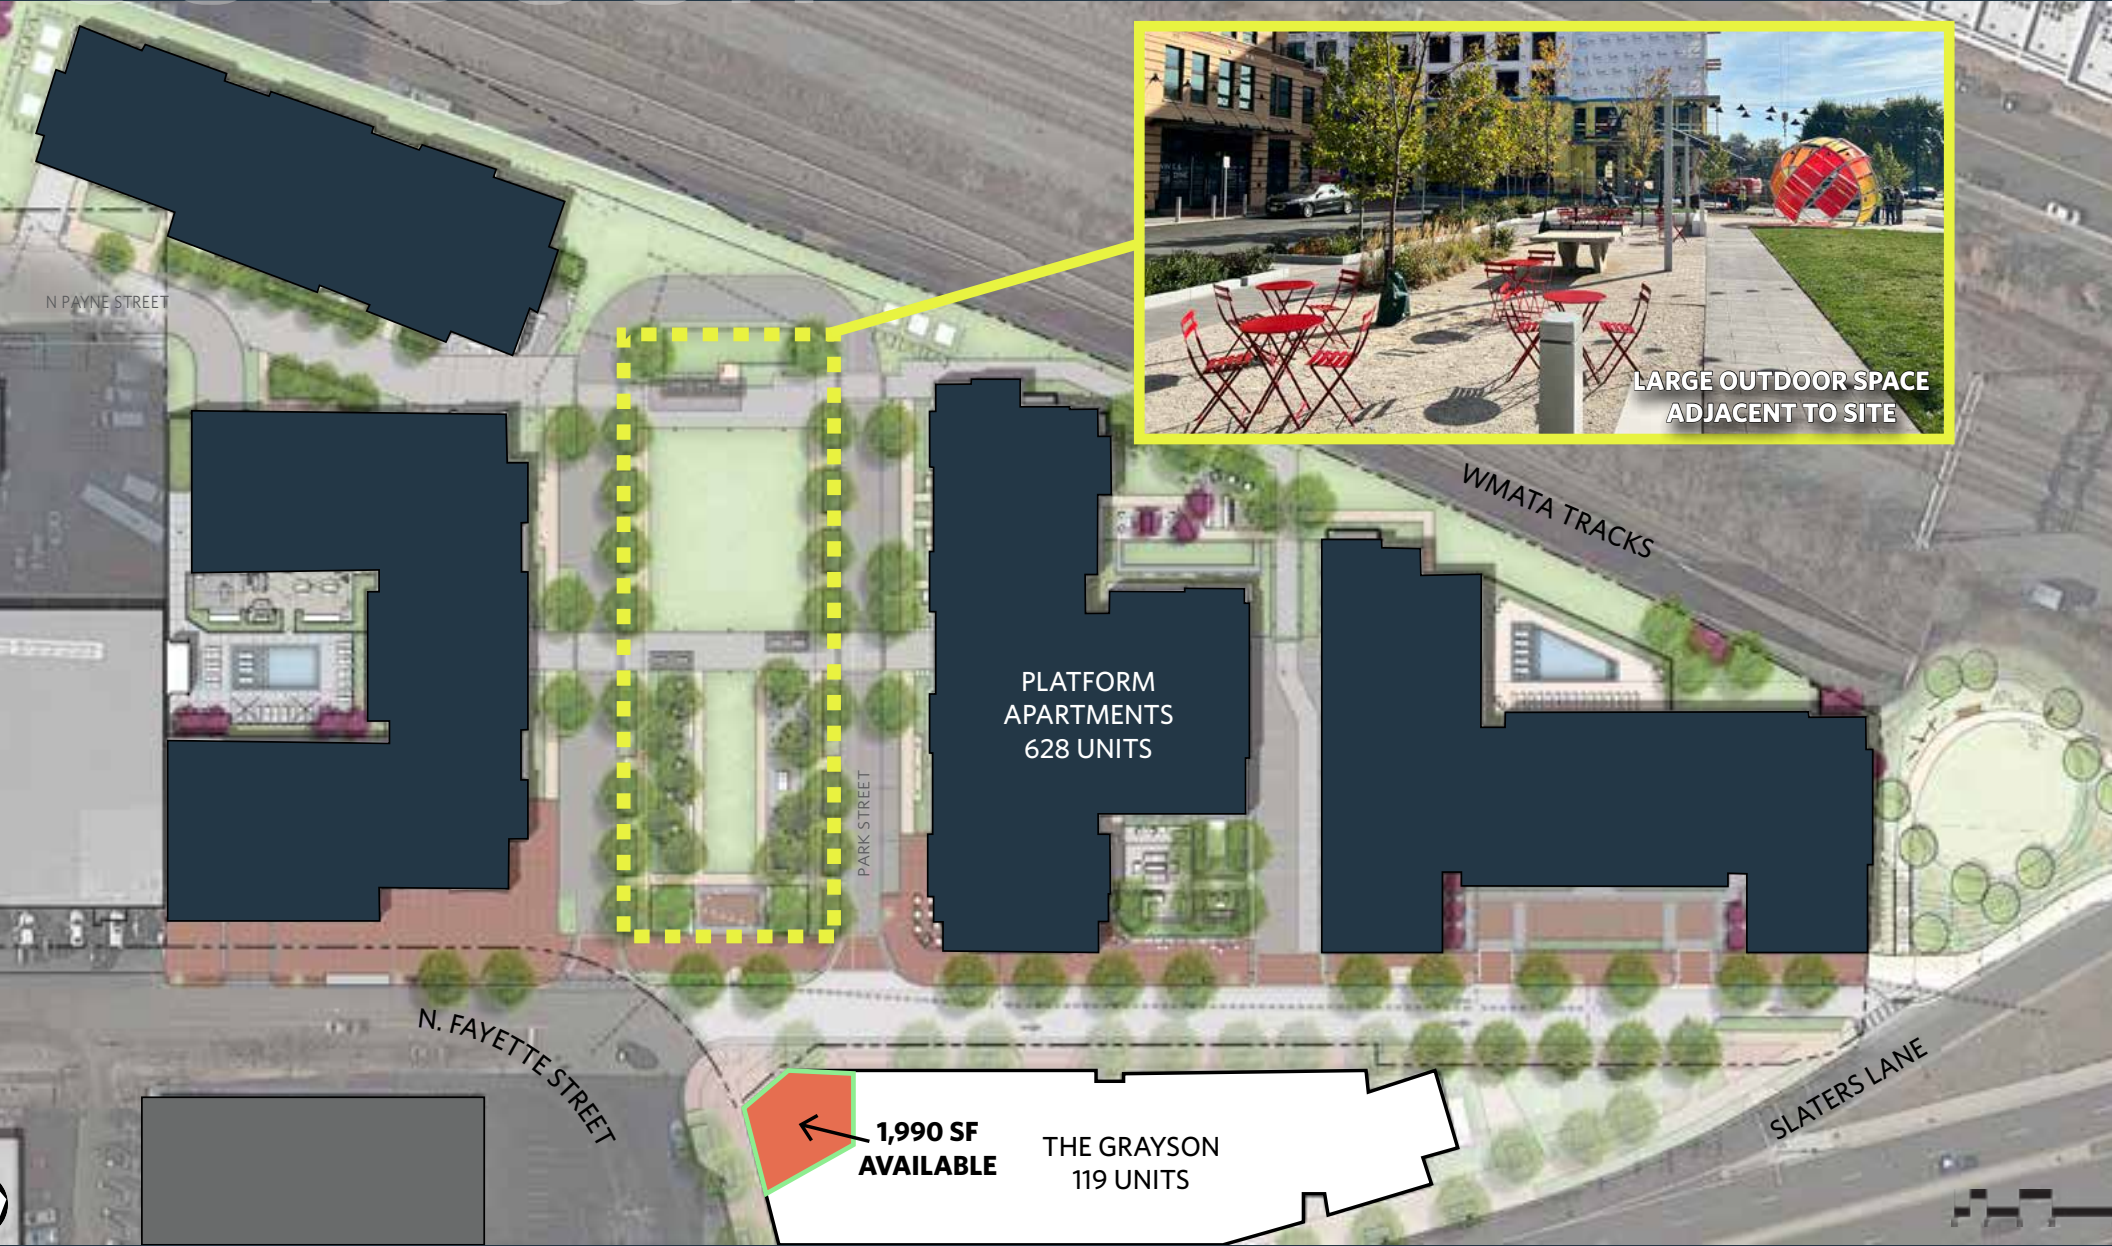 LARGE OUTDOOR SPACE
ADJACENT TO SITE
N PAYNE STREET
WMATA TRACKS
PLATFORM
APARTMENTS
628 UNITS
PARK STREET
N. FAYETTE STREET
SLATERS LANE
1,990 SF
AVAILABLE
THE GRAYSON
119 UNITS